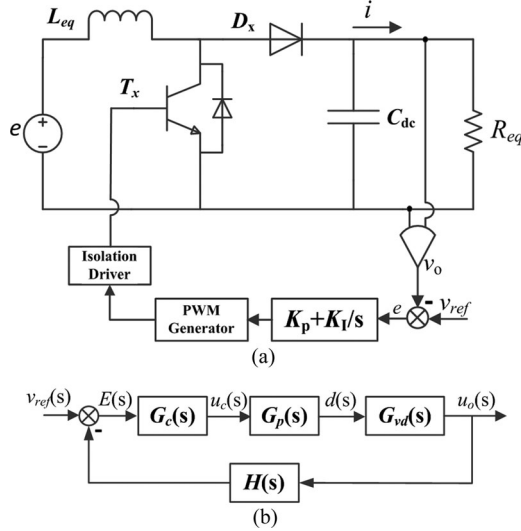 L_eq
D_x
i
T_x
e
+
-
C_dc
R_eq
Isolation
Driver
v_o
PWM
Generator
K_p+K_I/s
e
-
v_ref
(a)
v_ref(s)
E(s)
G_c(s)
u_c(s)
G_p(s)
d(s)
G_vd(s)
u_o(s)
-
H(s)
(b)